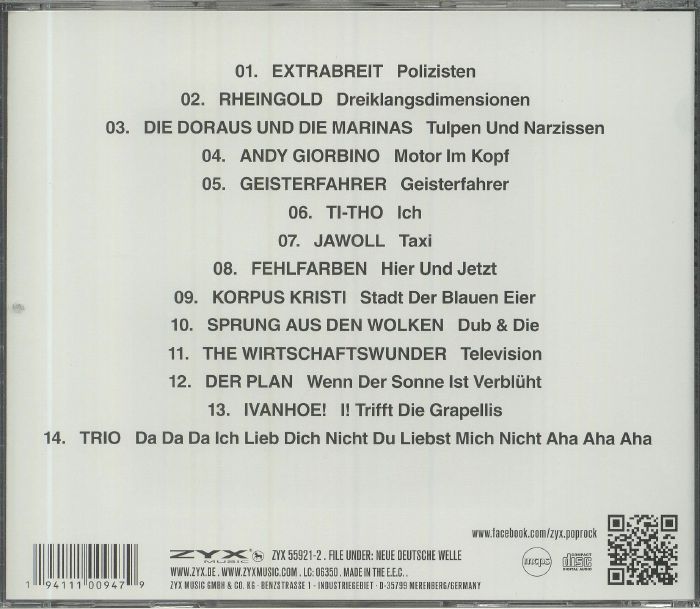 01. EXTRABREIT Polizisten
02. RHEINGOLD Dreiklangsdimensionen
03. DIE DORAUS UND DIE MARINAS Tulpen Und Narzissen
04. ANDY GIORBINO Motor Im Kopf
05. GEISTERFAHRER Geisterfahrer
06. TI-THO Ich
07. JAWOLL Taxi
08. FEHLFARBEN Hier Und Jetzt
09. KORPUS KRISTI Stadt Der Blauen Eier
10. SPRUNG AUS DEN WOLKEN Dub & Die
11. THE WIRTSCHAFTSWUNDER Television
12. DER PLAN Wenn Der Sonne Ist Verblüht
13. IVANHOE! I! Trifft Die Grapellis
14. TRIO Da Da Da Ich Lieb Dich Nicht Du Liebst Mich Nicht Aha Aha Aha
www.facebook.com/zyx.poprock
ZYX MUSIC ZYX 55921-2 . FILE UNDER: NEUE DEUTSCHE WELLE
WWW.ZYX.DE . WWW.ZYXMUSIC.COM . LC: 06350 . MADE IN THE E.E.C. .
ZYX MUSIC GMBH & CO. KG · BENZSTRASSE 1 · INDUSTRIEGEBIET · D-35799 MERENBERG/GERMANY
1 94111 00947 9
mcps
COMPACT disc DIGITAL AUDIO